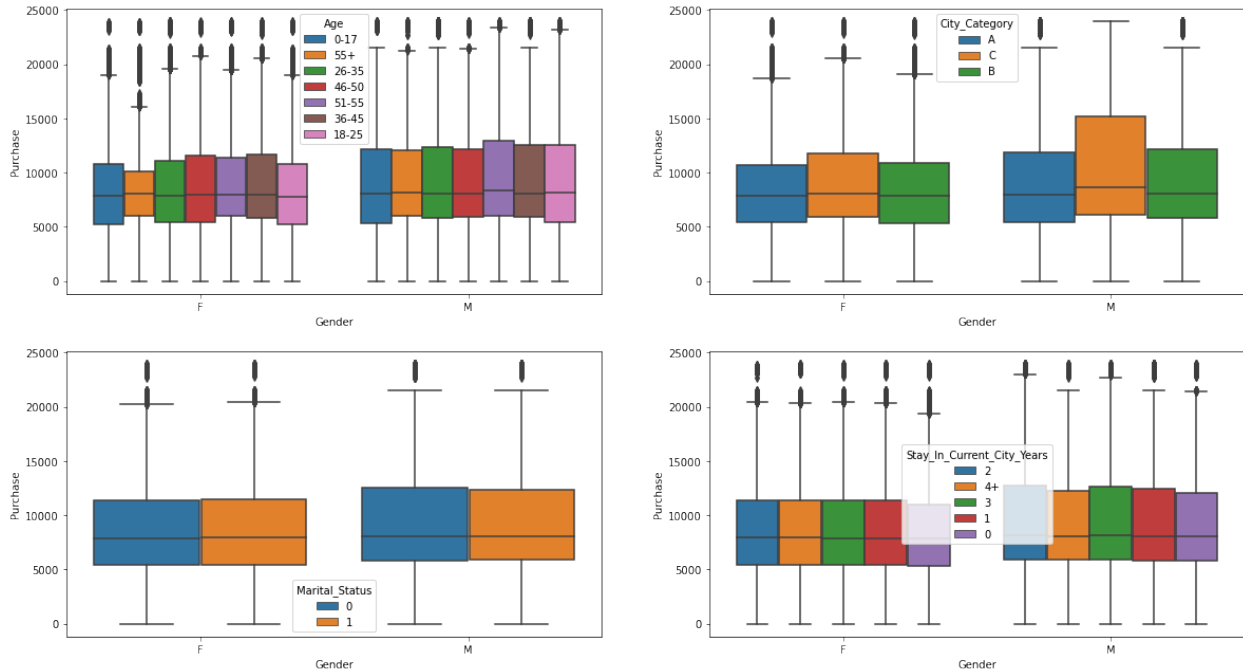 25000
20000
15000
10000
5000
0
Purchase
F
M
Gender
Age
0-17
55+
26-35
46-50
51-55
36-45
18-25
25000
20000
15000
10000
5000
0
Purchase
F
M
Gender
City_Category
A
C
B
25000
20000
15000
10000
5000
0
Purchase
F
M
Gender
Marital_Status
0
1
25000
20000
15000
10000
5000
0
Purchase
F
M
Gender
Stay_In_Current_City_Years
2
4+
3
1
0